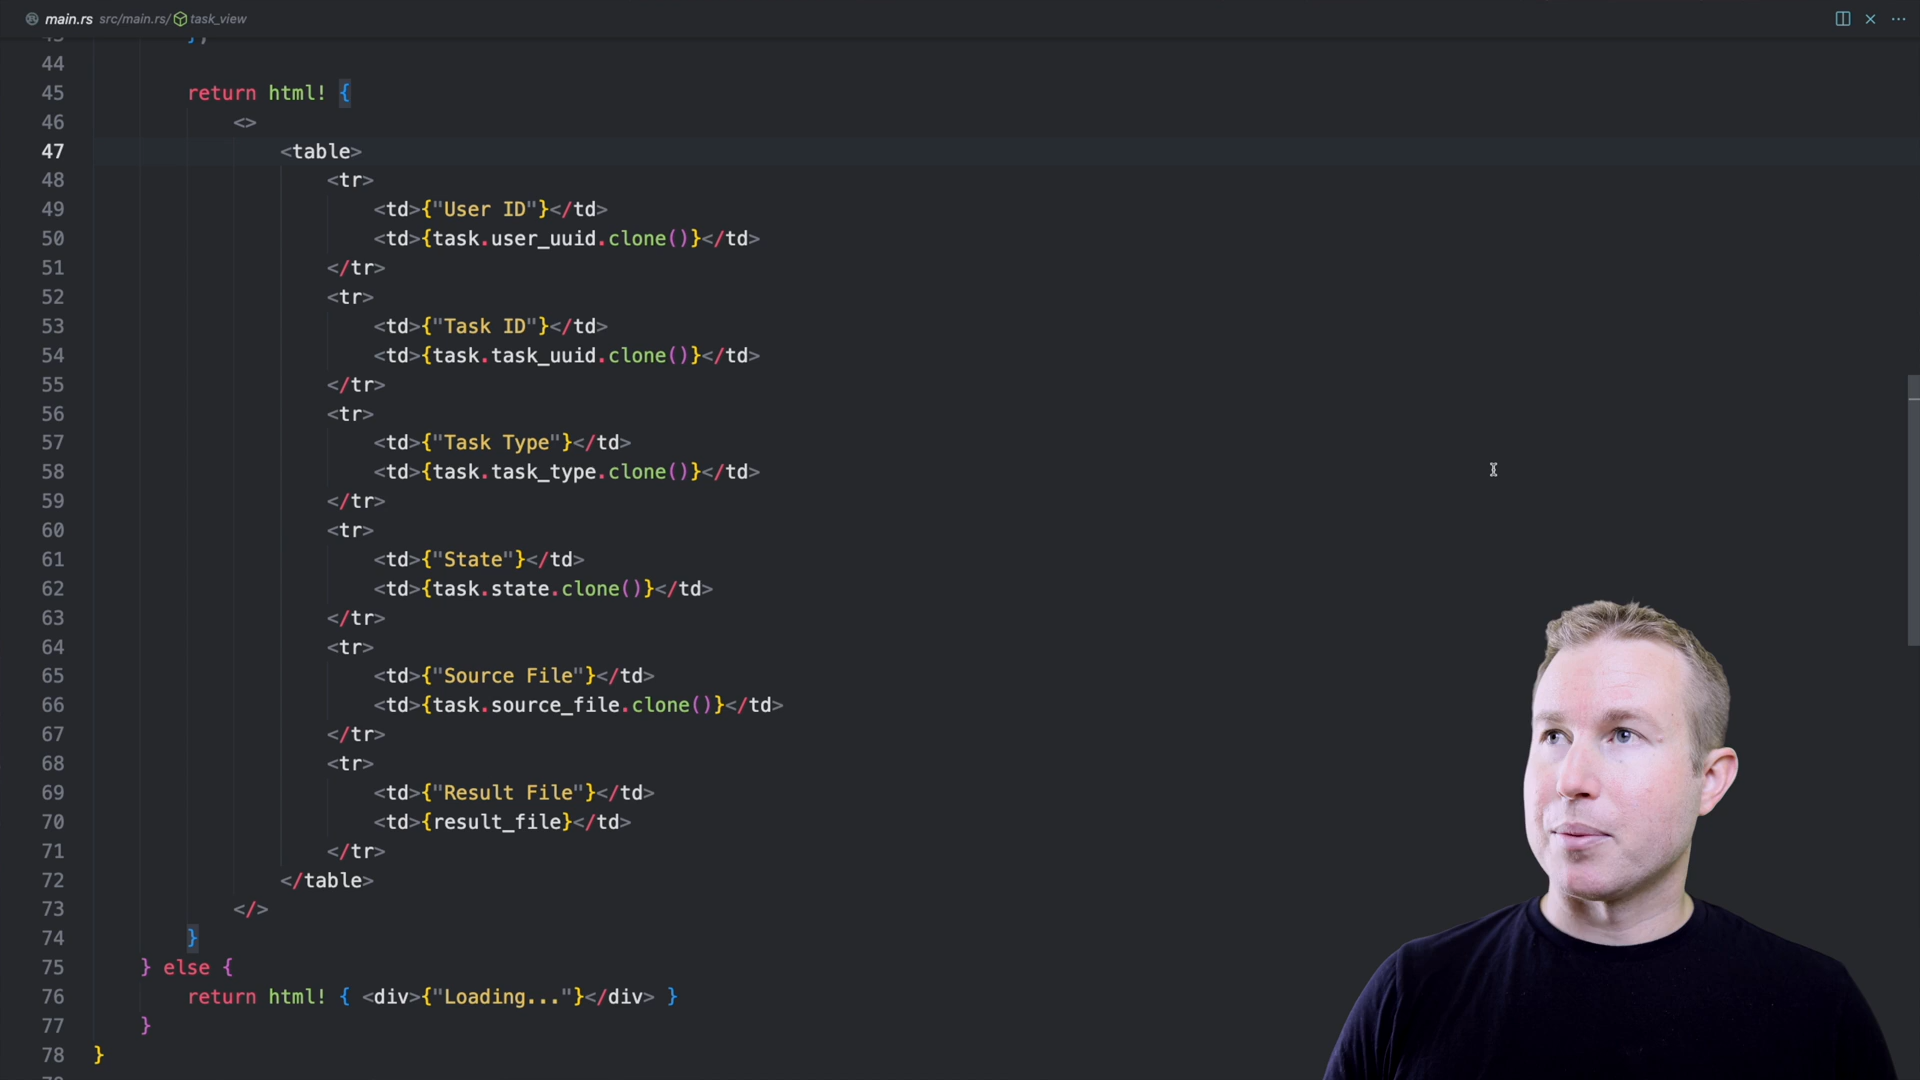 main.rs src/main.rs/ task_view
43 };
44
45 return html! {
46 <>
47 <table>
48 <tr>
49 <td>{"User ID"}</td>
50 <td>{task.user_uuid.clone()}</td>
51 </tr>
52 <tr>
53 <td>{"Task ID"}</td>
54 <td>{task.task_uuid.clone()}</td>
55 </tr>
56 <tr>
57 <td>{"Task Type"}</td>
58 <td>{task.task_type.clone()}</td>
59 </tr>
60 <tr>
61 <td>{"State"}</td>
62 <td>{task.state.clone()}</td>
63 </tr>
64 <tr>
65 <td>{"Source File"}</td>
66 <td>{task.source_file.clone()}</td>
67 </tr>
68 <tr>
69 <td>{"Result File"}</td>
70 <td>{result_file}</td>
71 </tr>
72 </table>
73 </>
74 }
75 } else {
76 return html! { <div>{"Loading..."}</div> }
77 }
78 }